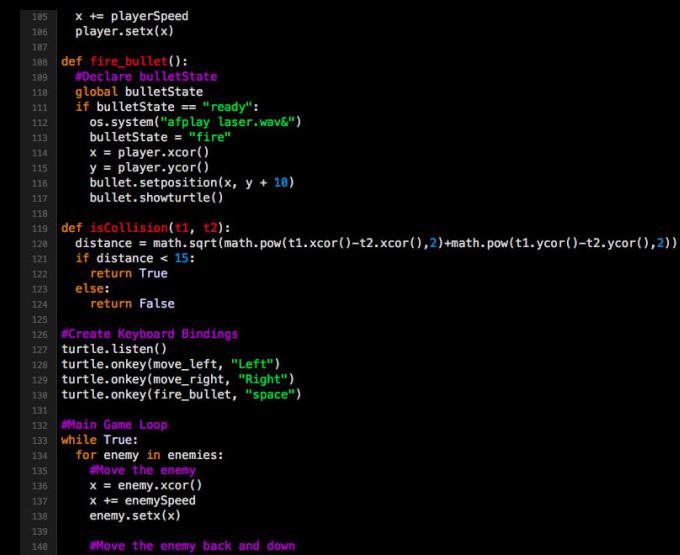 105 x += playerSpeed
106 player.setx(x)
107
108 def fire_bullet():
109 #Declare bulletState
110 global bulletState
111 if bulletState == "ready":
112 os.system("afplay laser.wav&")
113 bulletState = "fire"
114 x = player.xcor()
115 y = player.ycor()
116 bullet.setposition(x, y + 10)
117 bullet.showturtle()
118
119 def isCollision(t1, t2):
120 distance = math.sqrt(math.pow(t1.xcor()-t2.xcor(),2)+math.pow(t1.ycor()-t2.ycor(),2))
121 if distance < 15:
122 return True
123 else:
124 return False
125
126 #Create Keyboard Bindings
127 turtle.listen()
128 turtle.onkey(move_left, "Left")
129 turtle.onkey(move_right, "Right")
130 turtle.onkey(fire_bullet, "space")
131
132 #Main Game Loop
133 while True:
134 for enemy in enemies:
135 #Move the enemy
136 x = enemy.xcor()
137 x += enemySpeed
138 enemy.setx(x)
139
140 #Move the enemy back and down